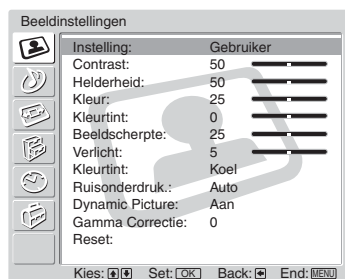 Beeldinstellingen
Instelling: Gebruiker
Contrast: 50
Helderheid: 50
Kleur: 25
Kleurtint: 0
Beeldscherpte: 25
Verlicht: 5
Kleurtint: Koel
Ruisonderdruk.: Auto
Dynamic Picture: Aan
Gamma Correctie: 0
Reset:
Kies: Set: OK Back: End: MENU